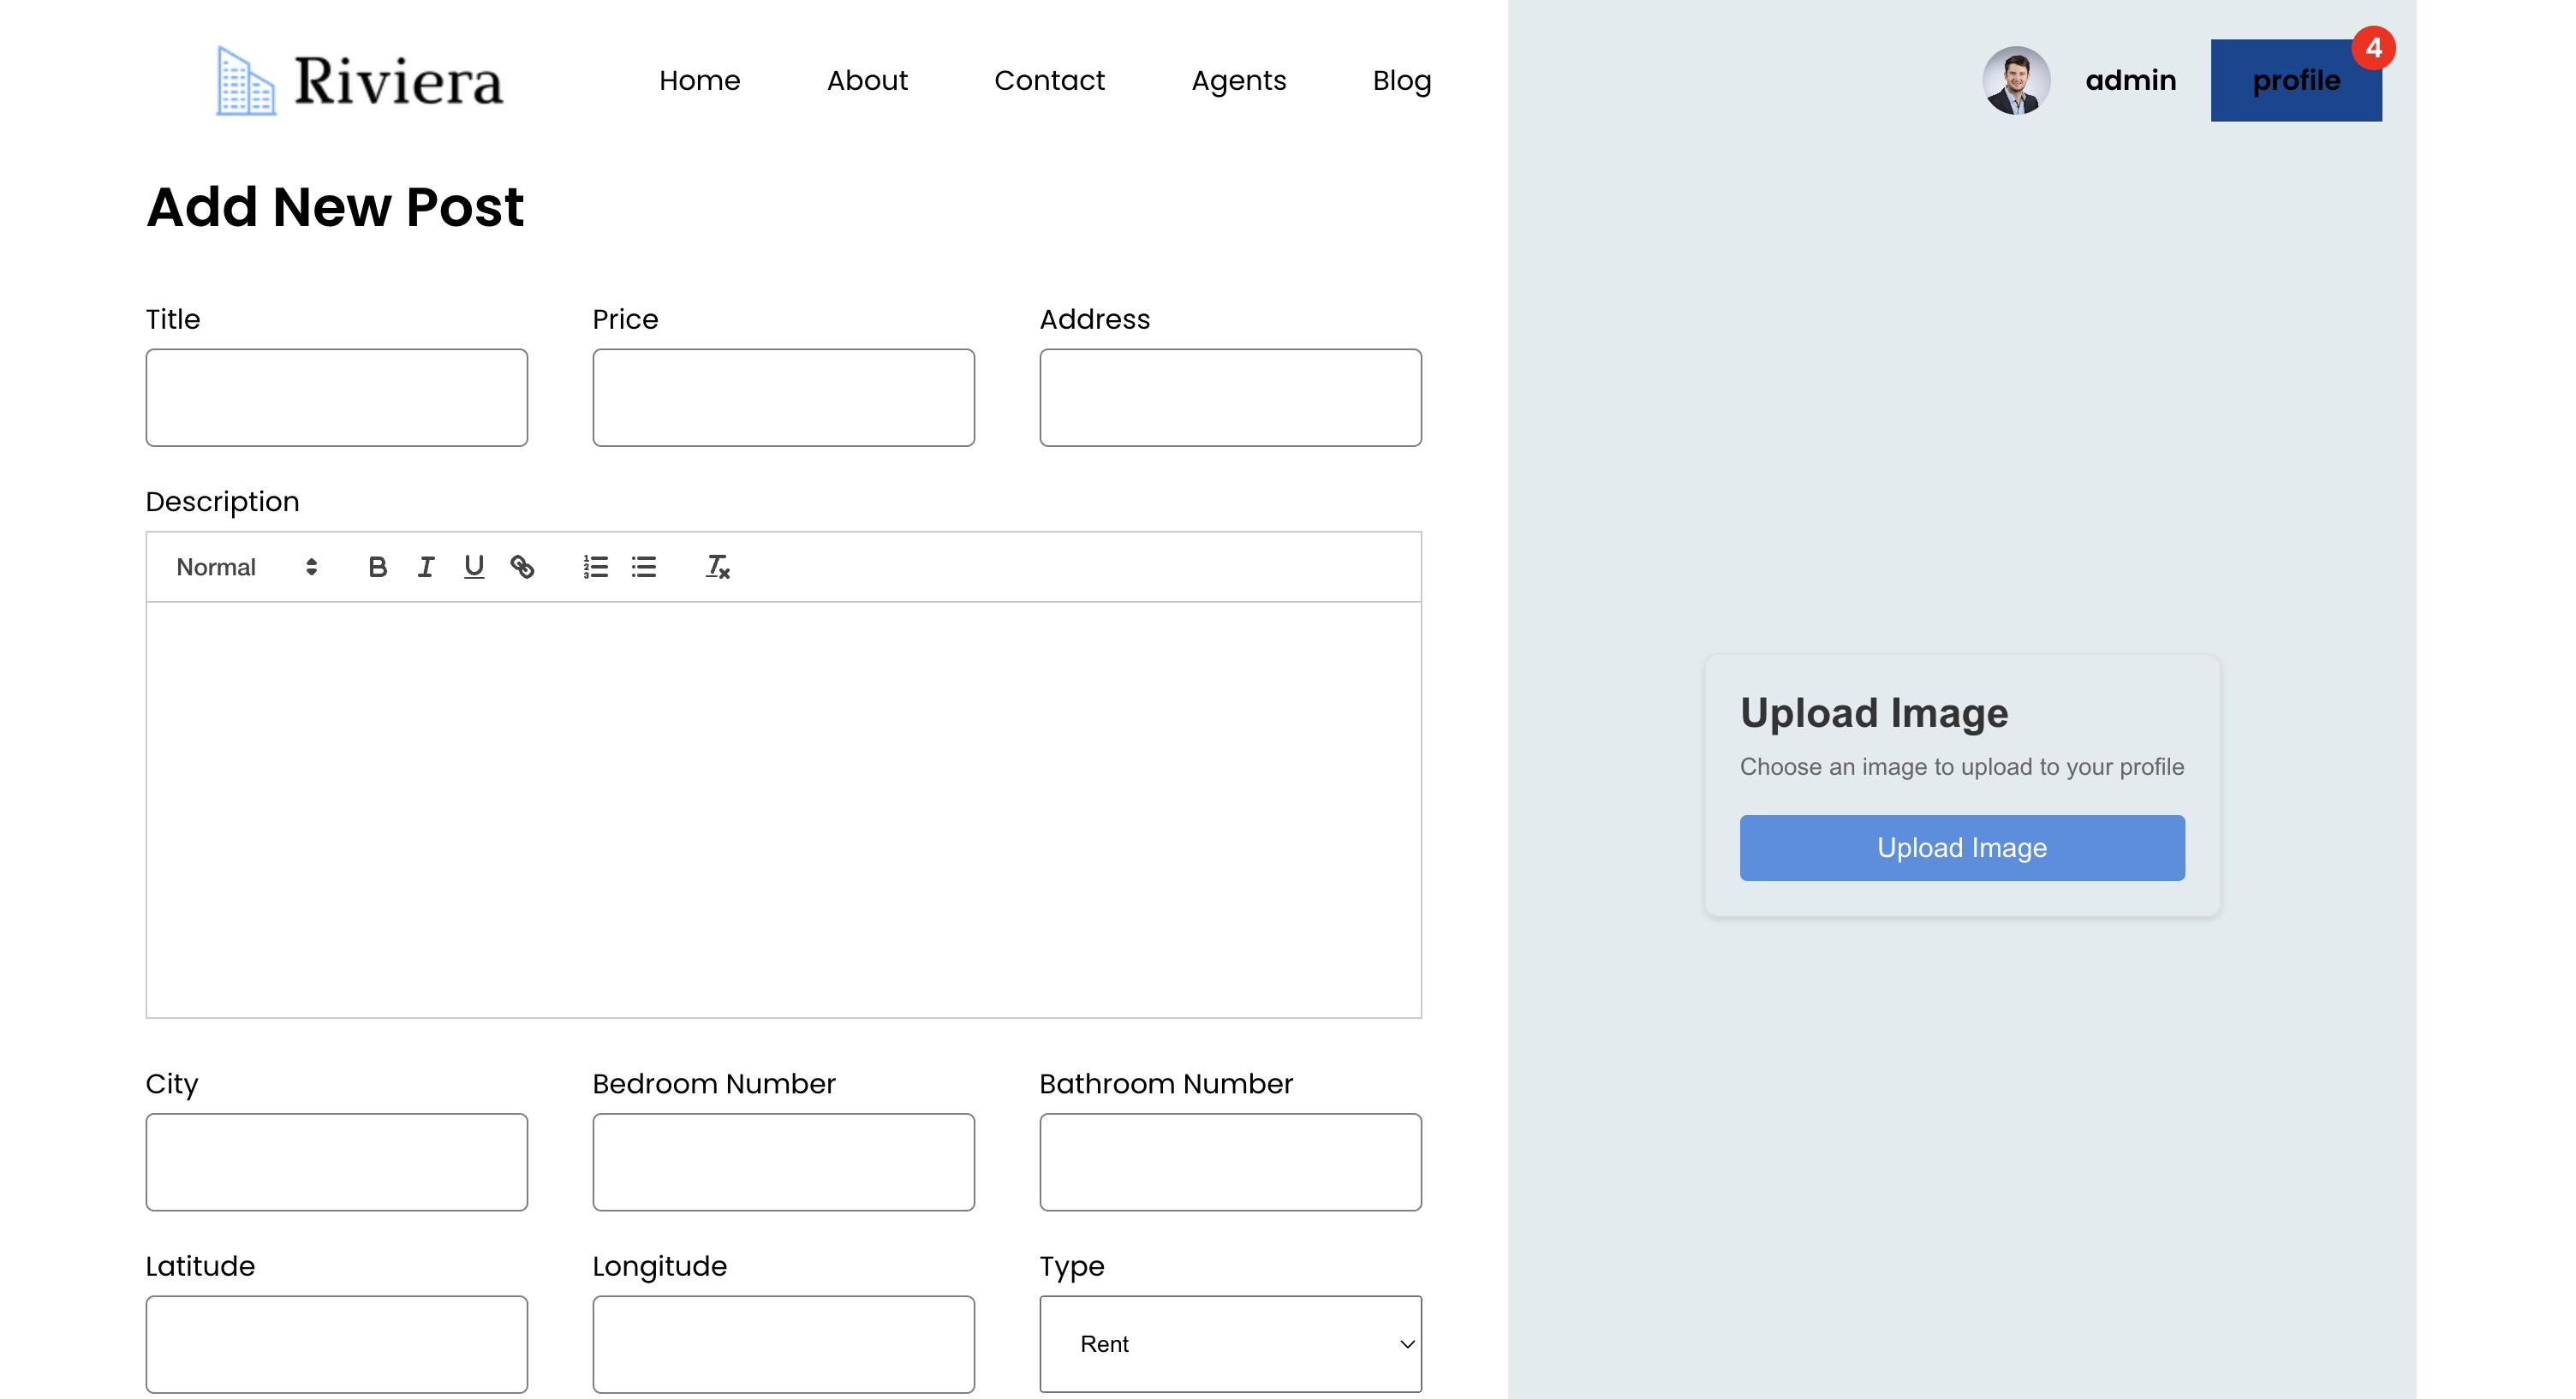 Riviera
Home About Contact Agents Blog
admin profile 4
Add New Post
Title Price Address
Description
Normal
City Bedroom Number Bathroom Number
Latitude Longitude Type
Rent
Upload Image
Choose an image to upload to your profile
Upload Image